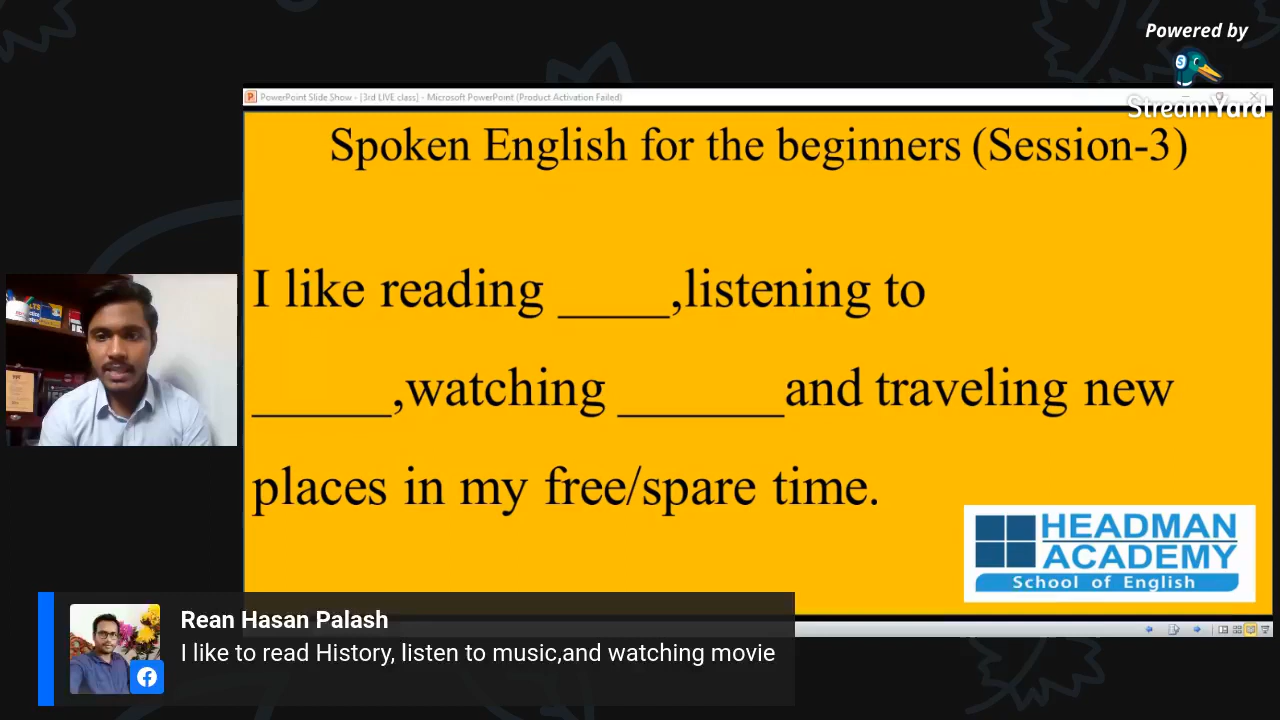 Powered by
StreamYard
PowerPoint Slide Show - [3rd LIVE class] - Microsoft PowerPoint (Product Activation Failed)
Spoken English for the beginners (Session-3)
I like reading ____,listening to
_____,watching ______and traveling new
places in my free/spare time.
HEADMAN
ACADEMY
School of English
Rean Hasan Palash
I like to read History, listen to music,and watching movie